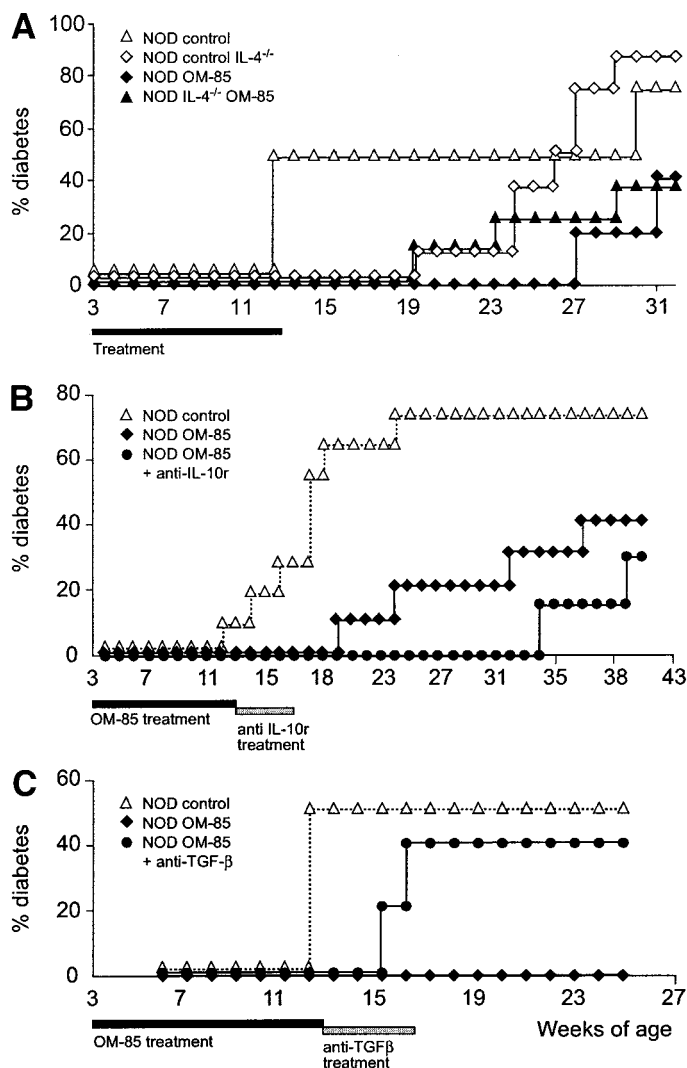 A
100
80
60
40
20
0
% diabetes
NOD control
NOD control IL-4-/-
NOD OM-85
NOD IL-4-/- OM-85
3 7 11 15 19 23 27 31
Treatment
B
80
60
40
20
0
% diabetes
NOD control
NOD OM-85
NOD OM-85
+ anti-IL-10r
3 7 11 15 18 23 27 31 35 38 43
OM-85 treatment
anti IL-10r
treatment
C
60
40
20
0
% diabetes
NOD control
NOD OM-85
NOD OM-85
+ anti-TGF-β
3 7 11 15 19 23 27
OM-85 treatment
anti-TGFβ
treatment
Weeks of age